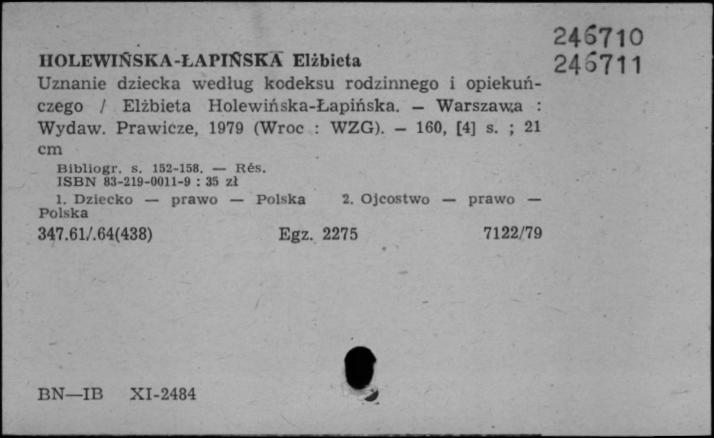 246710
HOLEWIŃSKA-ŁAPIŃSKA Elżbieta
246711
Uznanie dziecka według kodeksu rodzinnego i opiekuń-
czego / Elżbieta Holewińska-Łapińska. — Warszawa :
Wydaw. Prawicze, 1979 (Wroc : WZG). — 160, [4] s. ; 21
cm
Bibliogr. s. 152-158. — Rés.
ISBN 83-219-0011-9 : 35 zł
1. Dziecko — prawo — Polska 2. Ojcostwo — prawo —
Polska
347.61/.64(438) Egz. 2275 7122/79
BN—IB XI-2484